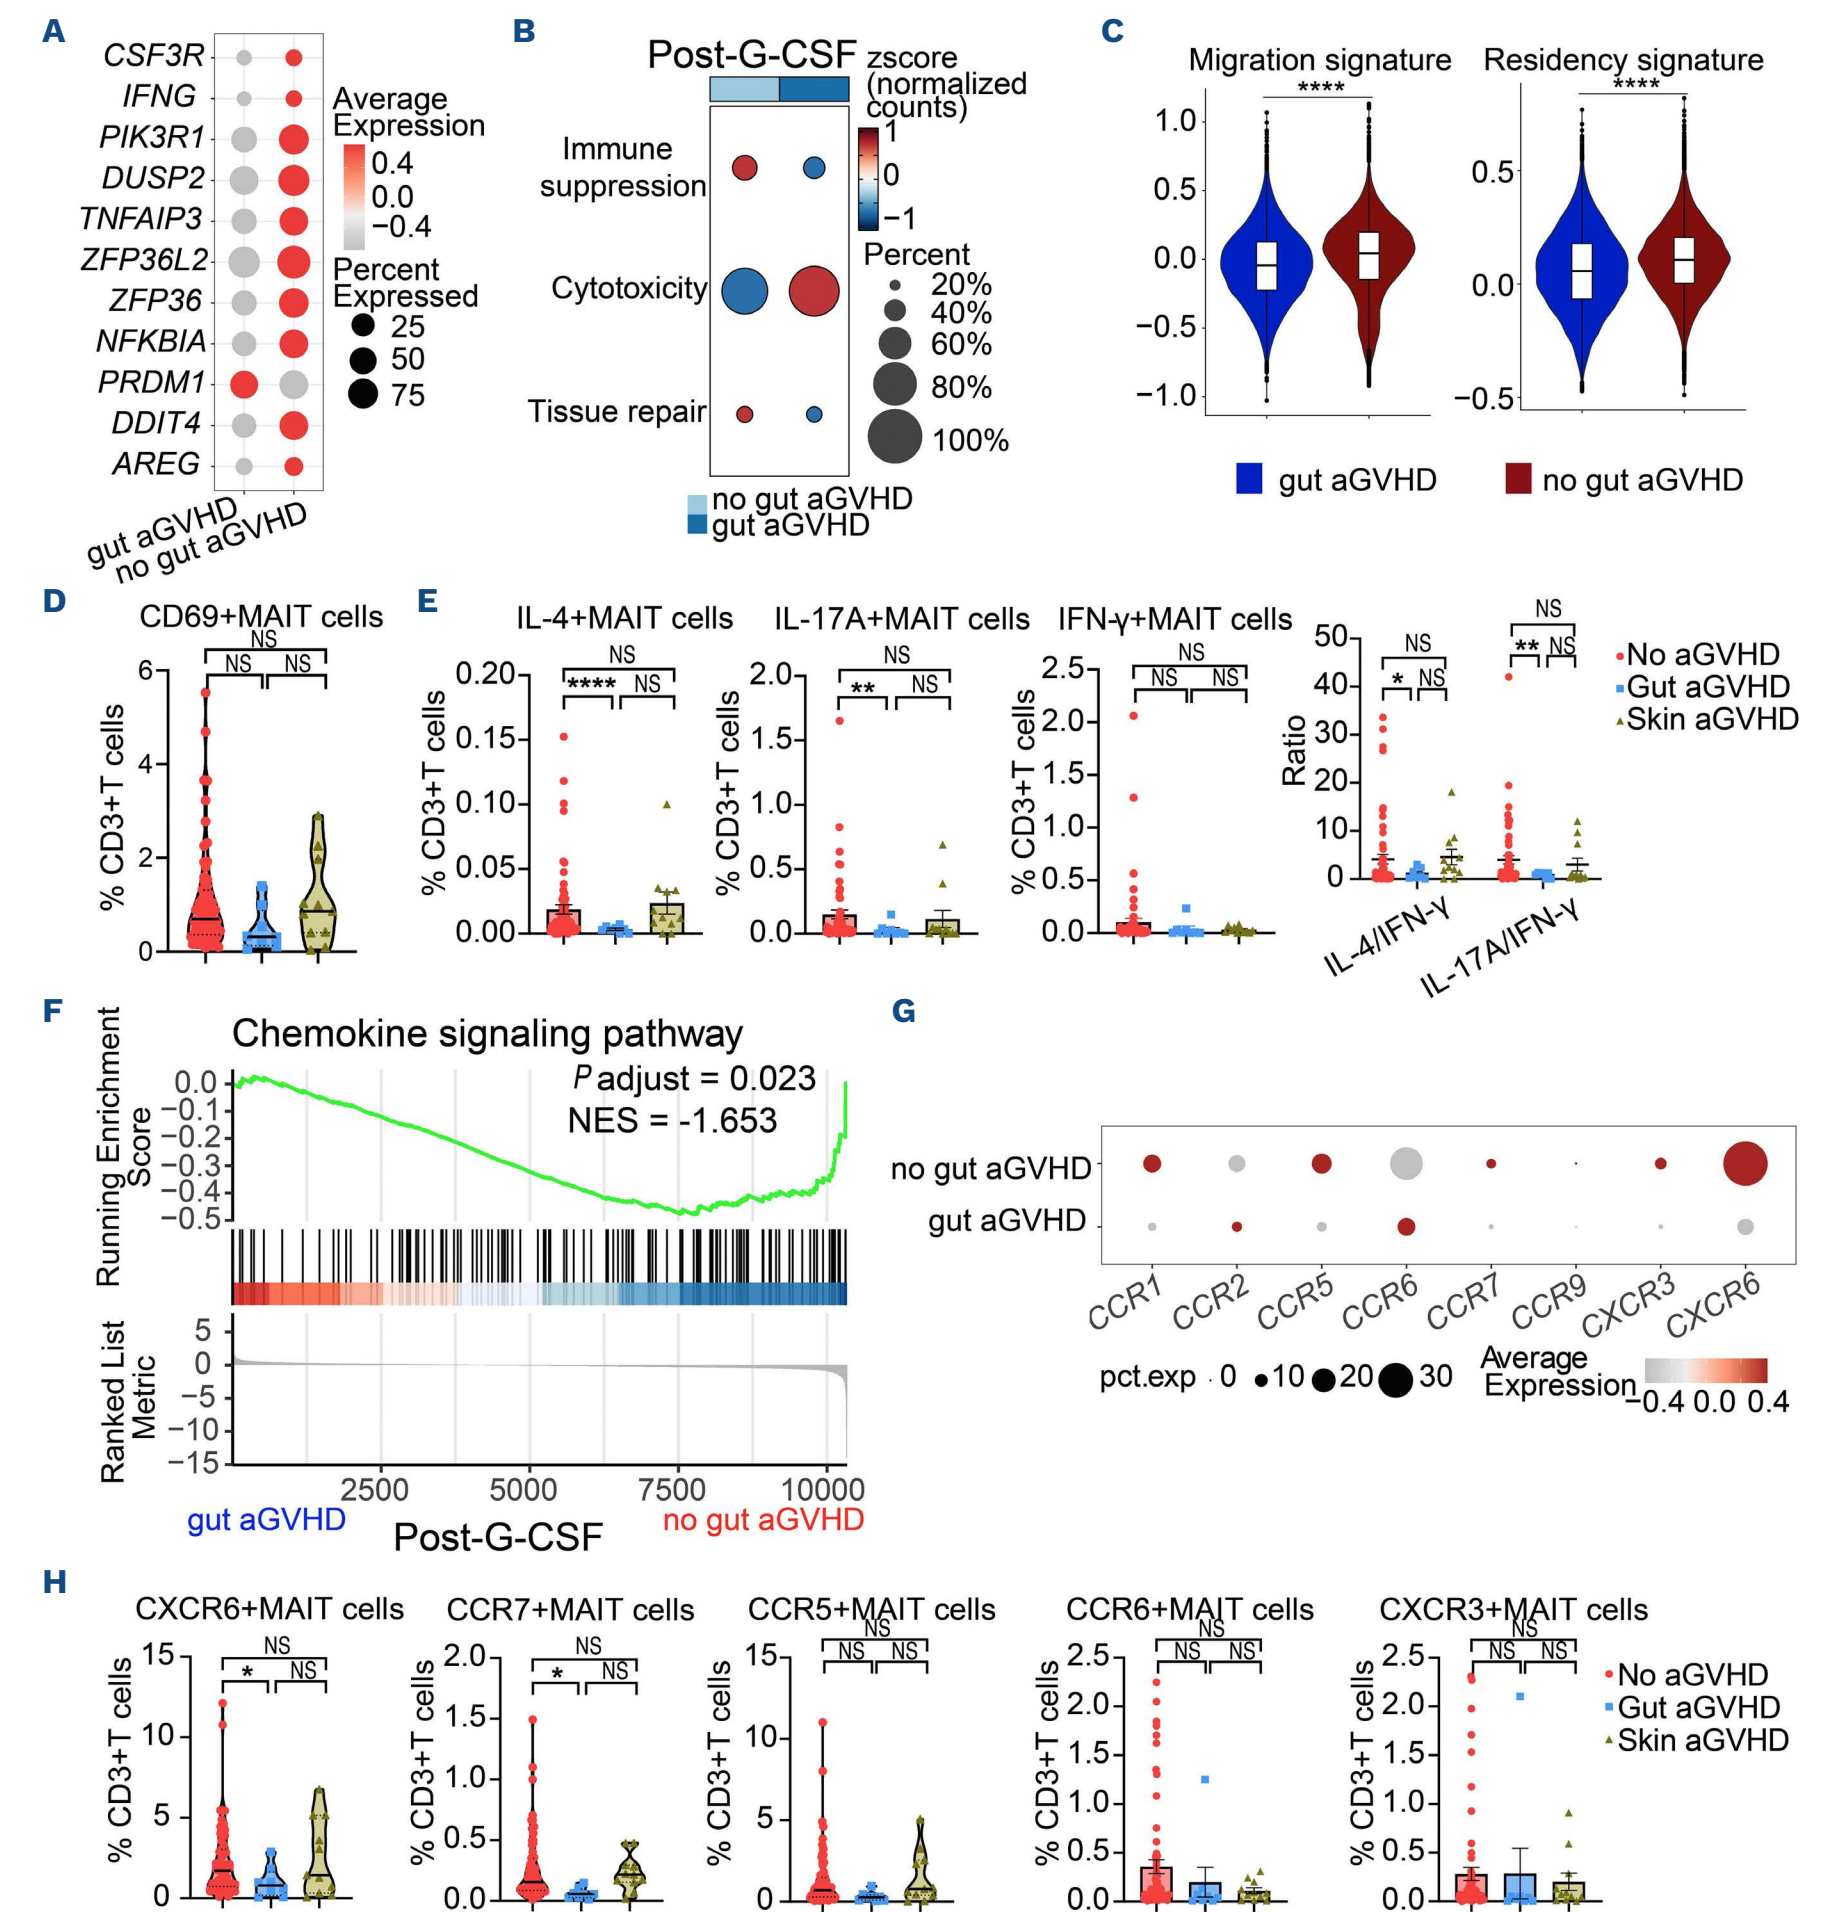 A
CSF3R
IFNG
PIK3R1
DUSP2
TNFAIP3
ZFP36L2
ZFP36
NFKBIA
PRDM1
DDIT4
AREG
gut aGVHD
no gut aGVHD
Average
Expression
0.4
0.0
−0.4
Percent
Expressed
25
50
75
B
Post-G-CSF
zscore
(normalized
counts)
1
0
−1
Immune
suppression
Cytotoxicity
Tissue repair
Percent
20%
40%
60%
80%
100%
no gut aGVHD
gut aGVHD
C
Migration signature
****
1.0
0.5
0.0
−0.5
−1.0
Residency signature
****
0.5
0.0
−0.5
gut aGVHD
no gut aGVHD
D
CD69+MAIT cells
NS
NS NS
% CD3+T cells
6
4
2
0
E
IL-4+MAIT cells
NS
**** NS
% CD3+T cells
0.20
0.15
0.10
0.05
0.00
IL-17A+MAIT cells
NS
** NS
% CD3+T cells
2.0
1.5
1.0
0.5
0.0
IFN-γ+MAIT cells
NS
NS NS
% CD3+T cells
2.5
2.0
1.5
1.0
0.5
0.0
Ratio
50
40
30
20
10
0
NS
* NS
NS
** NS
IL-4/IFN-γ
IL-17A/IFN-γ
No aGVHD
Gut aGVHD
Skin aGVHD
F
Chemokine signaling pathway
P adjust = 0.023
NES = -1.653
Running Enrichment
Score
0.0
−0.1
−0.2
−0.3
−0.4
−0.5
Ranked List
Metric
5
0
−5
−10
−15
2500 5000 7500 10000
gut aGVHD
Post-G-CSF
no gut aGVHD
G
no gut aGVHD
gut aGVHD
CCR1 CCR2 CCR5 CCR6 CCR7 CCR9 CXCR3 CXCR6
pct.exp 0 10 20 30
Average
Expression
−0.4 0.0 0.4
H
CXCR6+MAIT cells
NS
* NS
% CD3+T cells
15
10
5
0
CCR7+MAIT cells
NS
* NS
% CD3+T cells
2.0
1.5
1.0
0.5
0.0
CCR5+MAIT cells
NS
NS NS
% CD3+T cells
15
10
5
0
CCR6+MAIT cells
NS
NS NS
% CD3+T cells
2.5
2.0
1.5
1.0
0.5
0.0
CXCR3+MAIT cells
NS
NS NS
% CD3+T cells
2.5
2.0
1.5
1.0
0.5
0.0
No aGVHD
Gut aGVHD
Skin aGVHD